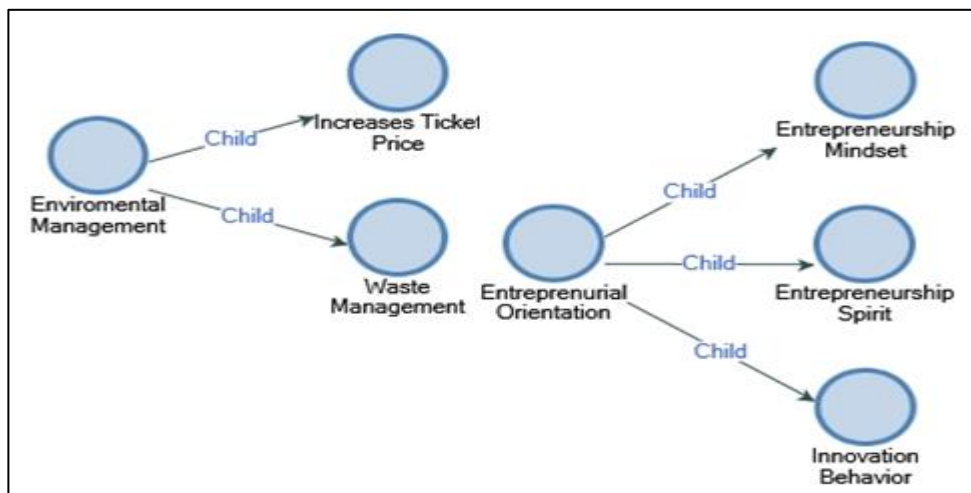 Child
Increases Ticket
Price
Enviromental
Management
Child
Waste
Management
Entreprenurial
Orientation
Child
Entrepreneurship
Mindset
Child
Entrepreneurship
Spirit
Child
Innovation
Behavior